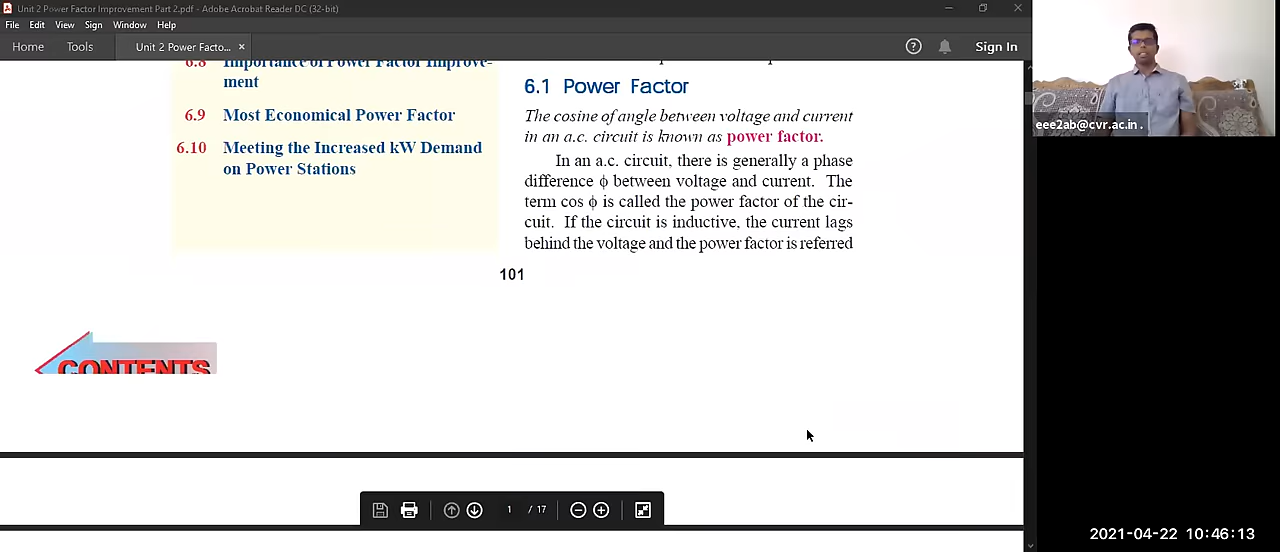 Unit 2 Power Factor Improvement Part 2.pdf - Adobe Acrobat Reader DC (32-bit)
File Edit View Sign Window Help
Home Tools Unit 2 Power Facto... × Sign In
6.8 Importance of Power Factor Improve-
ment
6.9 Most Economical Power Factor
6.10 Meeting the Increased kW Demand
on Power Stations
6.1 Power Factor
The cosine of angle between voltage and current
in an a.c. circuit is known as power factor.
In an a.c. circuit, there is generally a phase
difference ϕ between voltage and current. The
term cos ϕ is called the power factor of the cir-
cuit. If the circuit is inductive, the current lags
behind the voltage and the power factor is referred
101
CONTENTS
1 / 17
eee2ab@cvr.ac.in .
2021-04-22 10:46:13